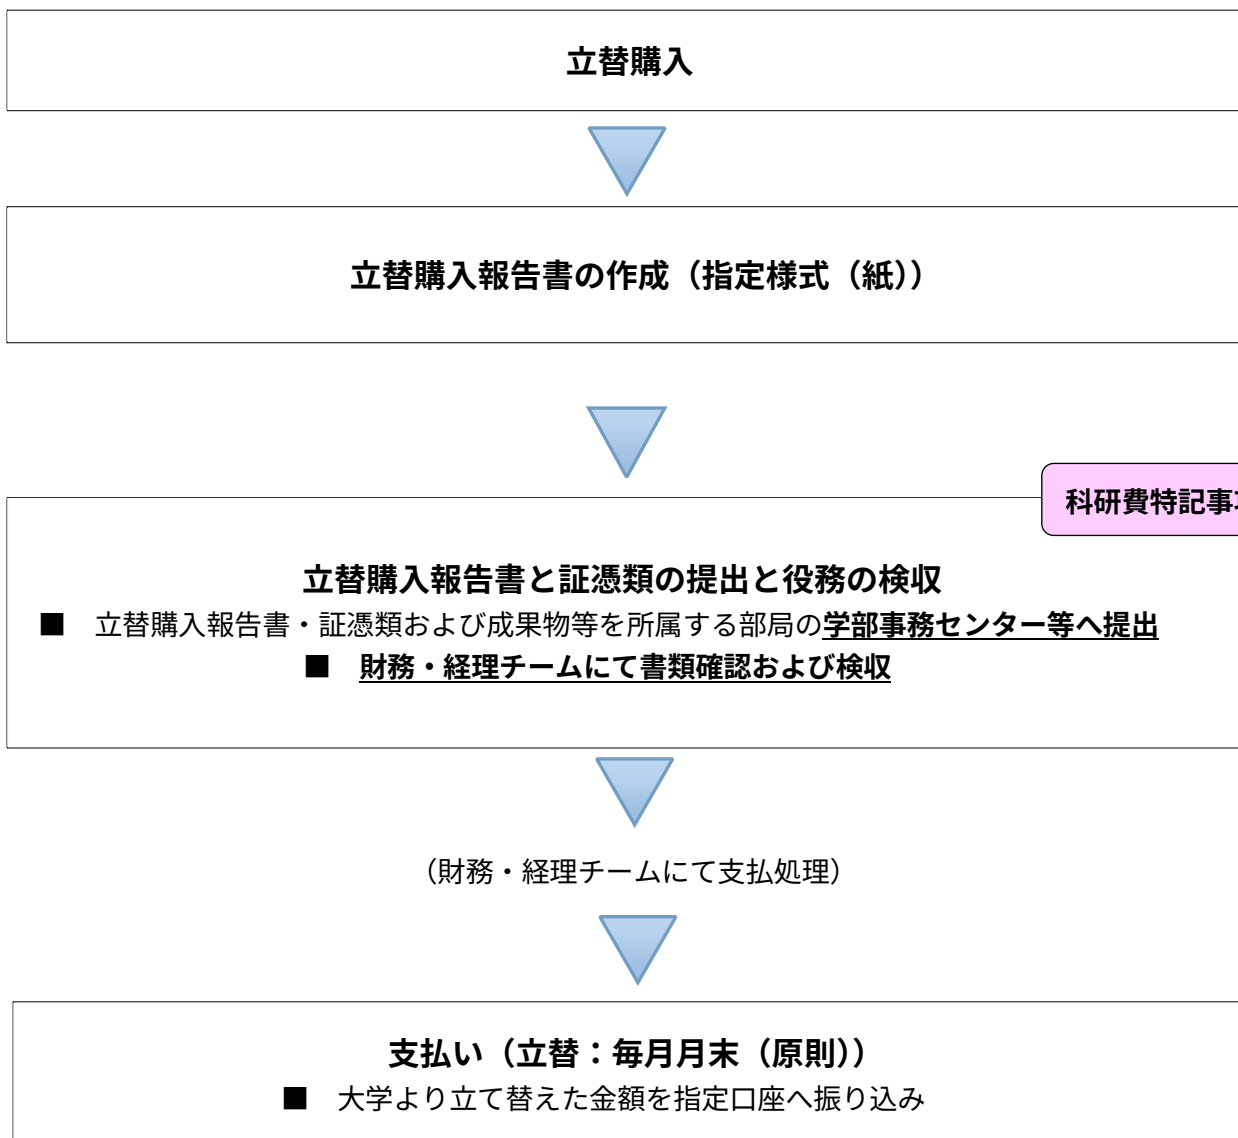 立替購入
立替購入報告書の作成（指定様式（紙））
科研費特記事
立替購入報告書と証憑類の提出と役務の検収
■ 立替購入報告書・証憑類および成果物等を所属する部局の学部事務センター等へ提出
■ 財務・経理チームにて書類確認および検収
（財務・経理チームにて支払処理）
支払い（立替：毎月月末（原則））
■ 大学より立て替えた金額を指定口座へ振り込み